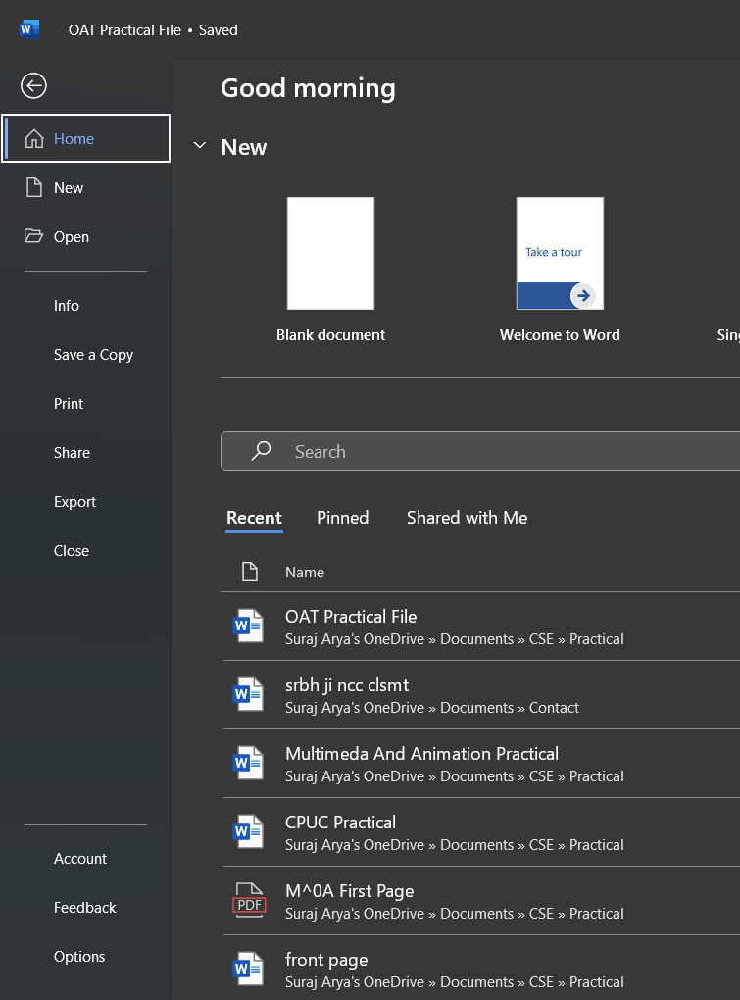 OAT Practical File • Saved
Good morning
Home
New
New
Open
Take a tour
Blank document
Welcome to Word
Info
Save a Copy
Print
Share
Search
Export
Recent
Pinned
Shared with Me
Close
Name
OAT Practical File
Suraj Arya's OneDrive » Documents » CSE » Practical
srbh ji ncc clsmt
Suraj Arya's OneDrive » Documents » Contact
Multimeda And Animation Practical
Suraj Arya's OneDrive » Documents » CSE » Practical
CPUC Practical
Suraj Arya's OneDrive » Documents » CSE » Practical
Account
PDF
M^0A First Page
Suraj Arya's OneDrive » Documents » CSE » Practical
Feedback
front page
Suraj Arya's OneDrive » Documents » CSE » Practical
Options